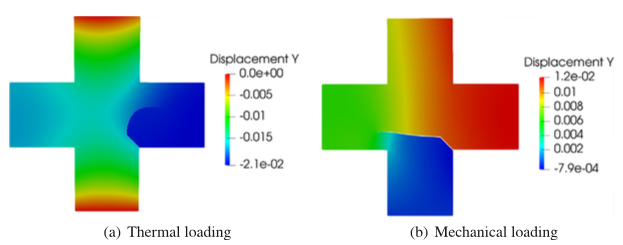 Displacement Y
0.0e+00
-0.005
-0.01
-0.015
-2.1e-02
Displacement Y
1.2e-02
0.01
0.008
0.006
0.004
0.002
-7.9e-04
(a) Thermal loading
(b) Mechanical loading